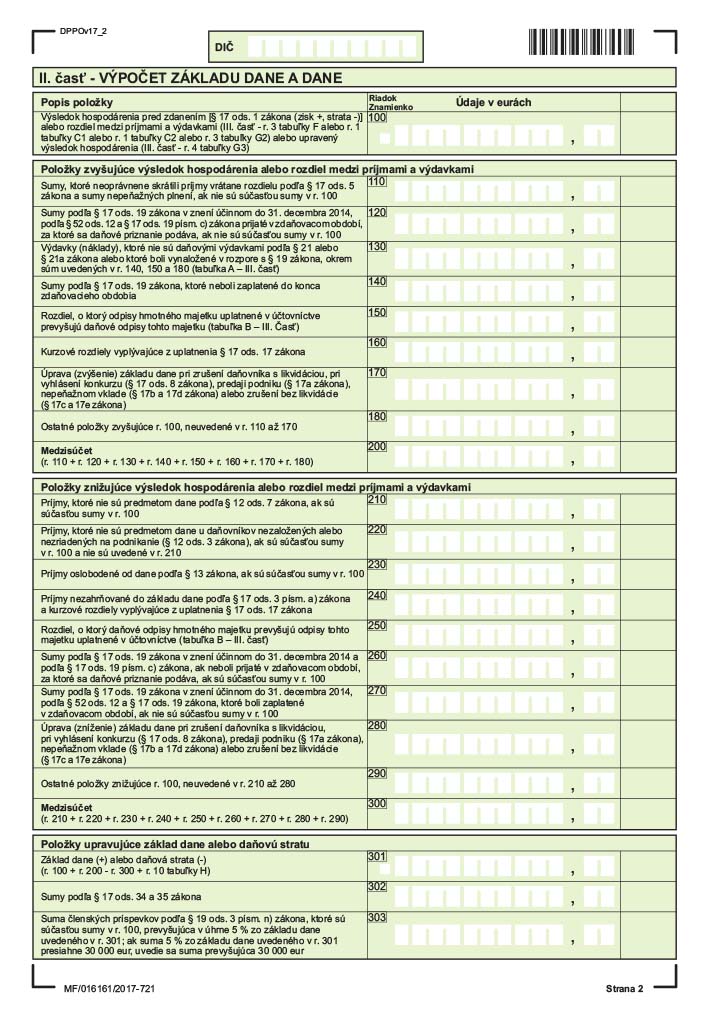 DPPOv17_2
DIČ
II. časť - VÝPOČET ZÁKLADU DANE A DANE
Popis položky
Riadok
Znamienko
Údaje v eurách
Výsledok hospodárenia pred zdanením [§ 17 ods. 1 zákona (zisk +, strata -)]
alebo rozdiel medzi príjmami a výdavkami (III. časť - r. 3 tabuľky F alebo r. 1
tabuľky C1 alebo r. 1 tabuľky C2 alebo r. 3 tabuľky G2) alebo upravený
výsledok hospodárenia (III. časť - r. 4 tabuľky G3)
100
,
Položky zvyšujúce výsledok hospodárenia alebo rozdiel medzi príjmami a výdavkami
Sumy, ktoré neoprávnene skrátili príjmy vrátane rozdielu podľa § 17 ods. 5
zákona a sumy nepeňažných plnení, ak nie sú súčasťou sumy v r. 100
110
,
Sumy podľa § 17 ods. 19 zákona v znení účinnom do 31. decembra 2014,
podľa § 52 ods. 12 a § 17 ods. 19 písm. c) zákona prijaté v zdaňovacom období,
za ktoré sa daňové priznanie podáva, ak nie sú súčasťou sumy v r. 100
120
,
Výdavky (náklady), ktoré nie sú daňovými výdavkami podľa § 21 alebo
§ 21a zákona alebo ktoré boli vynaložené v rozpore s § 19 zákona, okrem
súm uvedených v r. 140, 150 a 180 (tabuľka A – III. časť)
130
,
Sumy podľa § 17 ods. 19 zákona, ktoré neboli zaplatené do konca
zdaňovacieho obdobia
140
,
Rozdiel, o ktorý odpisy hmotného majetku uplatnené v účtovníctve
prevyšujú daňové odpisy tohto majetku (tabuľka B – III. Časť)
150
,
Kurzové rozdiely vyplývajúce z uplatnenia § 17 ods. 17 zákona
160
,
Úprava (zvýšenie) základu dane pri zrušení daňovníka s likvidáciou, pri
vyhlásení konkurzu (§ 17 ods. 8 zákona), predaji podniku (§ 17a zákona),
nepeňažnom vklade (§ 17b a 17d zákona) alebo zrušení bez likvidácie
(§ 17c a 17e zákona)
170
,
Ostatné položky zvyšujúce r. 100, neuvedené v r. 110 až 170
180
,
Medzisúčet
(r. 110 + r. 120 + r. 130 + r. 140 + r. 150 + r. 160 + r. 170 + r. 180)
200
,
Položky znižujúce výsledok hospodárenia alebo rozdiel medzi príjmami a výdavkami
Príjmy, ktoré nie sú predmetom dane podľa § 12 ods. 7 zákona, ak sú
súčasťou sumy v r. 100
210
,
Príjmy, ktoré nie sú predmetom dane u daňovníkov nezaložených alebo
nezriadených na podnikanie (§ 12 ods. 3 zákona), ak sú súčasťou sumy
v r. 100 a nie sú uvedené v r. 210
220
,
Príjmy oslobodené od dane podľa § 13 zákona, ak sú súčasťou sumy v r. 100
230
,
Príjmy nezahrňované do základu dane podľa § 17 ods. 3 písm. a) zákona
a kurzové rozdiely vyplývajúce z uplatnenia § 17 ods. 17 zákona
240
,
Rozdiel, o ktorý daňové odpisy hmotného majetku prevyšujú odpisy tohto
majetku uplatnené v účtovníctve (tabuľka B – III. časť)
250
,
Sumy podľa § 17 ods. 19 zákona v znení účinnom do 31. decembra 2014 a
podľa § 17 ods. 19 písm. c) zákona, ak neboli prijaté v zdaňovacom období,
za ktoré sa daňové priznanie podáva, ak sú súčasťou sumy v r. 100
260
,
Sumy podľa § 17 ods. 19 zákona v znení účinnom do 31. decembra 2014,
podľa § 52 ods. 12 a § 17 ods. 19 zákona, ktoré boli zaplatené
v zdaňovacom období, ak nie sú súčasťou sumy v r. 100
270
,
Úprava (zníženie) základu dane pri zrušení daňovníka s likvidáciou,
pri vyhlásení konkurzu (§ 17 ods. 8 zákona), predaji podniku (§ 17a zákona),
nepeňažnom vklade (§ 17b a 17d zákona) alebo zrušení bez likvidácie
(§ 17c a 17e zákona)
280
,
Ostatné položky znižujúce r. 100, neuvedené v r. 210 až 280
290
,
Medzisúčet
(r. 210 + r. 220 + r. 230 + r. 240 + r. 250 + r. 260 + r. 270 + r. 280 + r. 290)
300
,
Položky upravujúce základ dane alebo daňovú stratu
Základ dane (+) alebo daňová strata (-)
(r. 100 + r. 200 - r. 300 + r. 10 tabuľky H)
301
,
Sumy podľa § 17 ods. 34 a 35 zákona
302
,
Suma členských príspevkov podľa § 19 ods. 3 písm. n) zákona, ktoré sú
súčasťou sumy v r. 100, prevyšujúca v úhrne 5 % zo základu dane
uvedeného v r. 301; ak suma 5 % zo základu dane uvedeného v r. 301
presiahne 30 000 eur, uvedie sa suma prevyšujúca 30 000 eur
303
,
MF/016161/2017-721
Strana 2